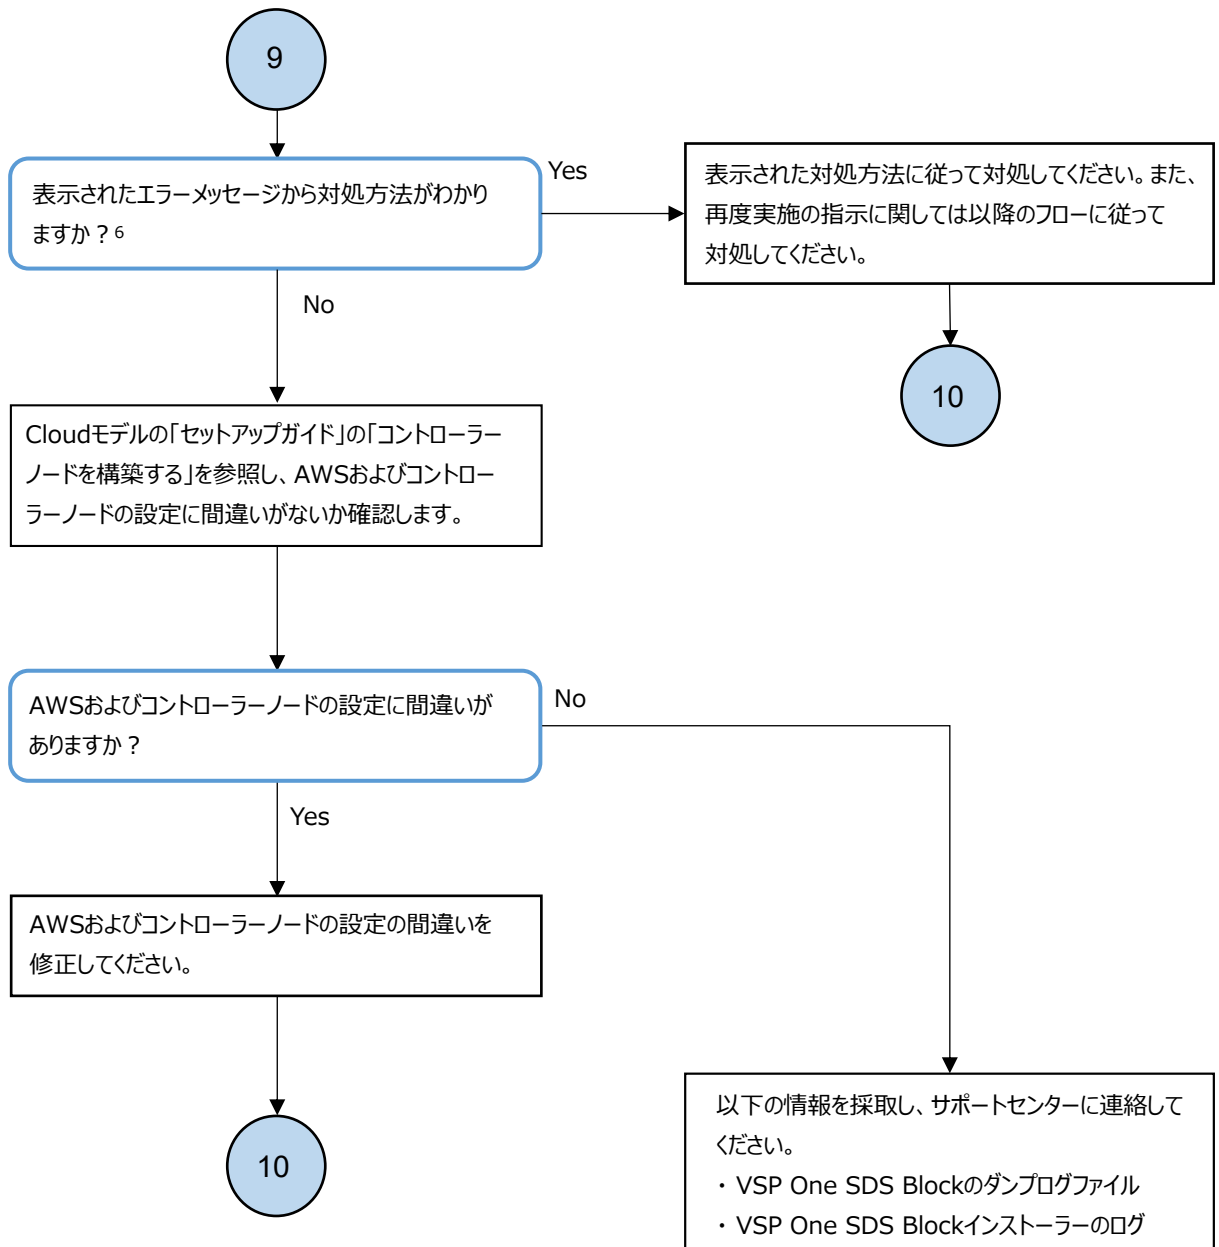 9
表示されたエラーメッセージから対処方法がわかり
ますか？6
Yes
表示された対処方法に従って対処してください。また、
再度実施の指示に関しては以降のフローに従って
対処してください。
No
10
Cloudモデルの「セットアップガイド」の「コントローラー
ノードを構築する」を参照し、AWSおよびコントロー
ラーノードの設定に間違いがないか確認します。
AWSおよびコントローラーノードの設定に間違いが
ありますか？
No
Yes
AWSおよびコントローラーノードの設定の間違いを
修正してください。
10
以下の情報を採取し、サポートセンターに連絡して
ください。
・ VSP One SDS Blockのダンプログファイル
・ VSP One SDS Blockインストーラーのログ